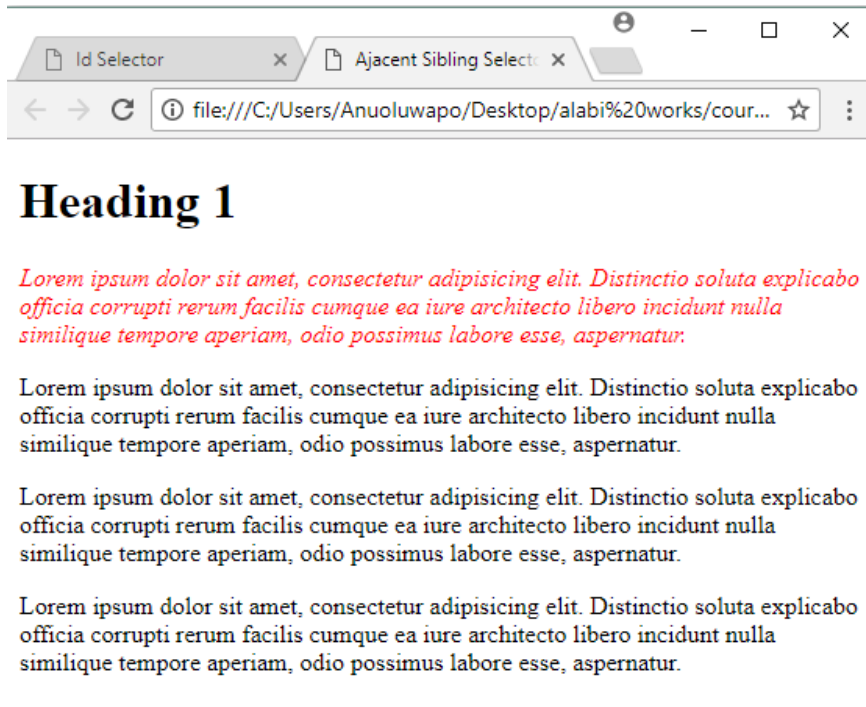 Id Selector
Ajacent Sibling Select
file:///C:/Users/Anuoluwapo/Desktop/alabi%20works/cour...
Heading 1
Lorem ipsum dolor sit amet, consectetur adipisicing elit. Distinctio soluta explicabo
officia corrupti rerum facilis cumque ea iure architecto libero incidunt nulla
similique tempore aperiam, odio possimus labore esse, aspernatur.
Lorem ipsum dolor sit amet, consectetur adipisicing elit. Distinctio soluta explicabo
officia corrupti rerum facilis cumque ea iure architecto libero incidunt nulla
similique tempore aperiam, odio possimus labore esse, aspernatur.
Lorem ipsum dolor sit amet, consectetur adipisicing elit. Distinctio soluta explicabo
officia corrupti rerum facilis cumque ea iure architecto libero incidunt nulla
similique tempore aperiam, odio possimus labore esse, aspernatur.
Lorem ipsum dolor sit amet, consectetur adipisicing elit. Distinctio soluta explicabo
officia corrupti rerum facilis cumque ea iure architecto libero incidunt nulla
similique tempore aperiam, odio possimus labore esse, aspernatur.